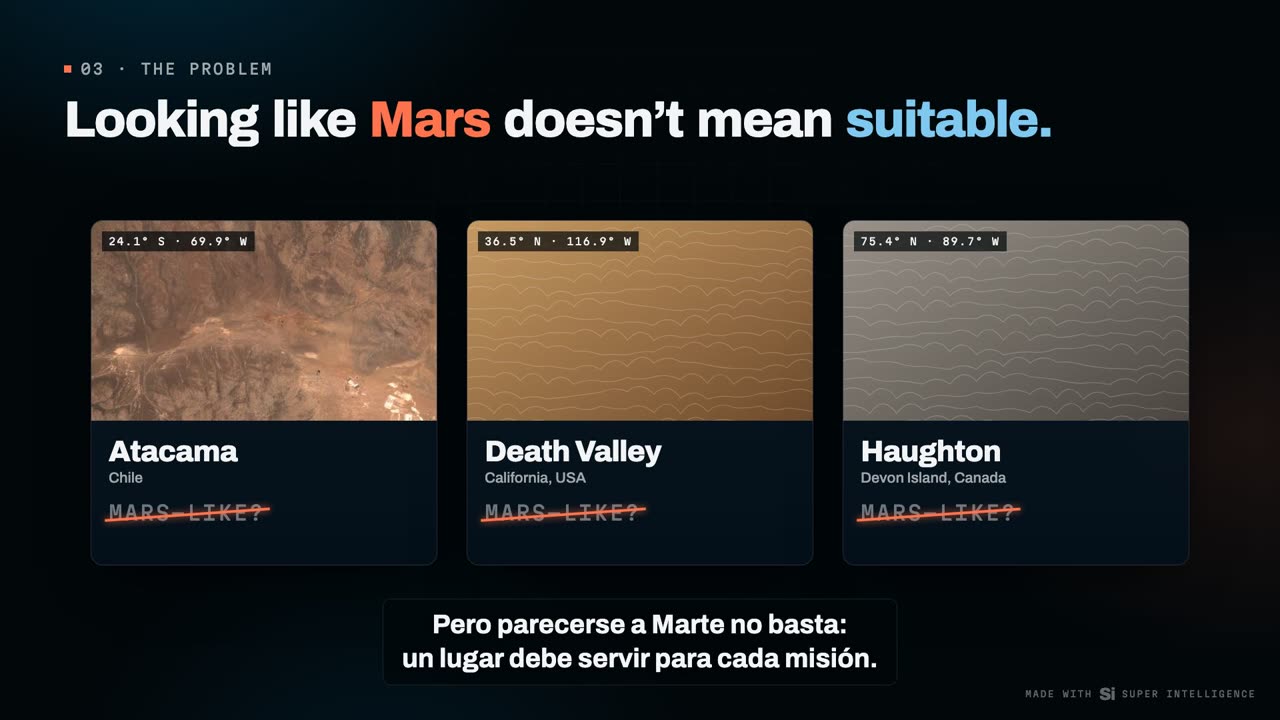 03 · THE PROBLEM
Looking like Mars doesn’t mean suitable.
24.1° S · 69.9° W
Atacama
Chile
MARS-LIKE?
36.5° N · 116.9° W
Death Valley
California, USA
MARS-LIKE?
75.4° N · 89.7° W
Haughton
Devon Island, Canada
MARS-LIKE?
Pero parecerse a Marte no basta:
un lugar debe servir para cada misión.
MADE WITH Si SUPER INTELLIGENCE